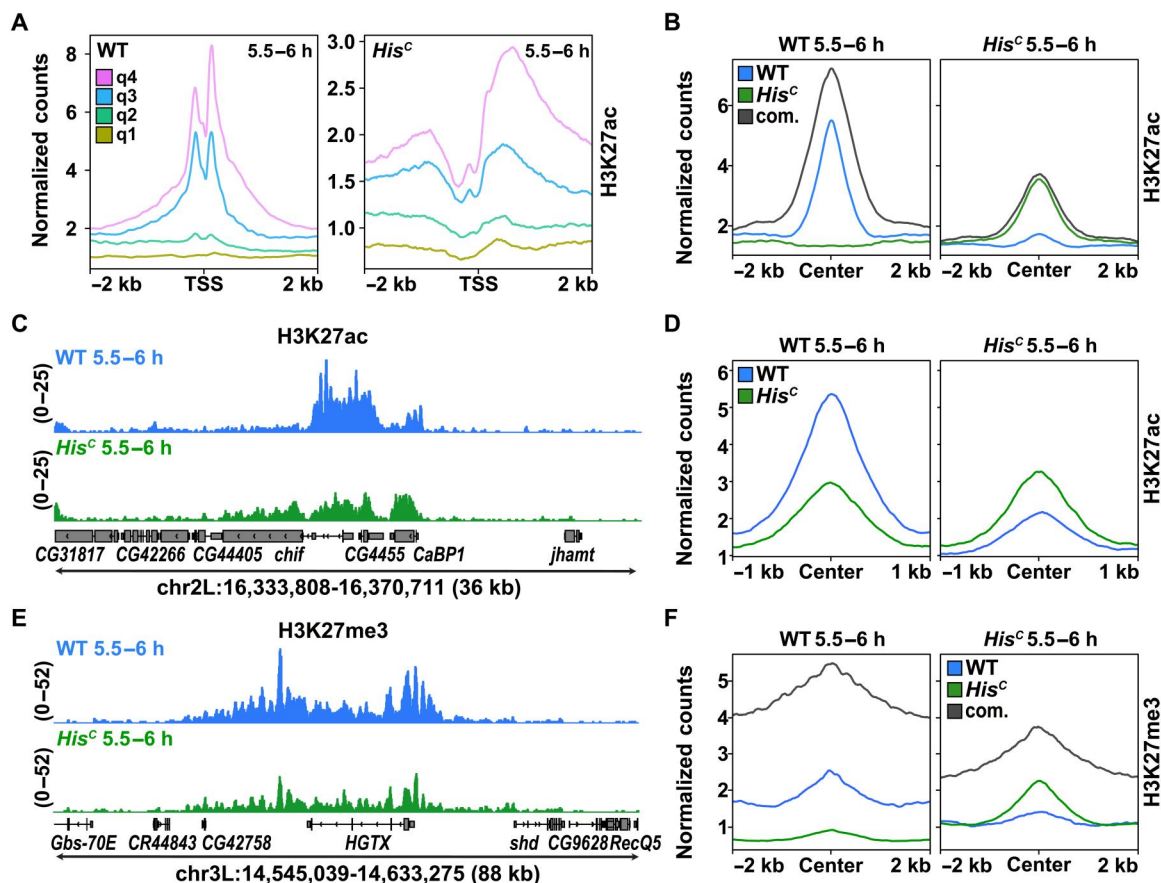 A
WT
5.5–6 h
Normalized counts
8
6
4
2
q4
q3
q2
q1
−2 kb
TSS
2 kb
Hisᶜ
5.5–6 h
3.0
2.5
2.0
1.5
1.0
−2 kb
TSS
2 kb
H3K27ac
B
WT 5.5–6 h
Hisᶜ 5.5–6 h
Normalized counts
6
4
2
WT
Hisᶜ
com.
−2 kb
Center
2 kb
−2 kb
Center
2 kb
H3K27ac
C
H3K27ac
WT 5.5–6 h
(0–25)
Hisᶜ 5.5–6 h
(0–25)
CG31817 CG42266 CG44405 chif CG4455 CaBP1 jhamt
chr2L:16,333,808-16,370,711 (36 kb)
D
WT 5.5–6 h
Hisᶜ 5.5–6 h
Normalized counts
6
5
4
3
2
1
WT
Hisᶜ
−1 kb
Center
1 kb
−1 kb
Center
1 kb
H3K27ac
E
H3K27me3
WT 5.5–6 h
(0–52)
Hisᶜ 5.5–6 h
(0–52)
Gbs-70E CR44843 CG42758 HGTX shd CG9628 RecQ5
chr3L:14,545,039-14,633,275 (88 kb)
F
WT 5.5–6 h
Hisᶜ 5.5–6 h
Normalized counts
5
4
3
2
1
WT
Hisᶜ
com.
−2 kb
Center
2 kb
−2 kb
Center
2 kb
H3K27me3